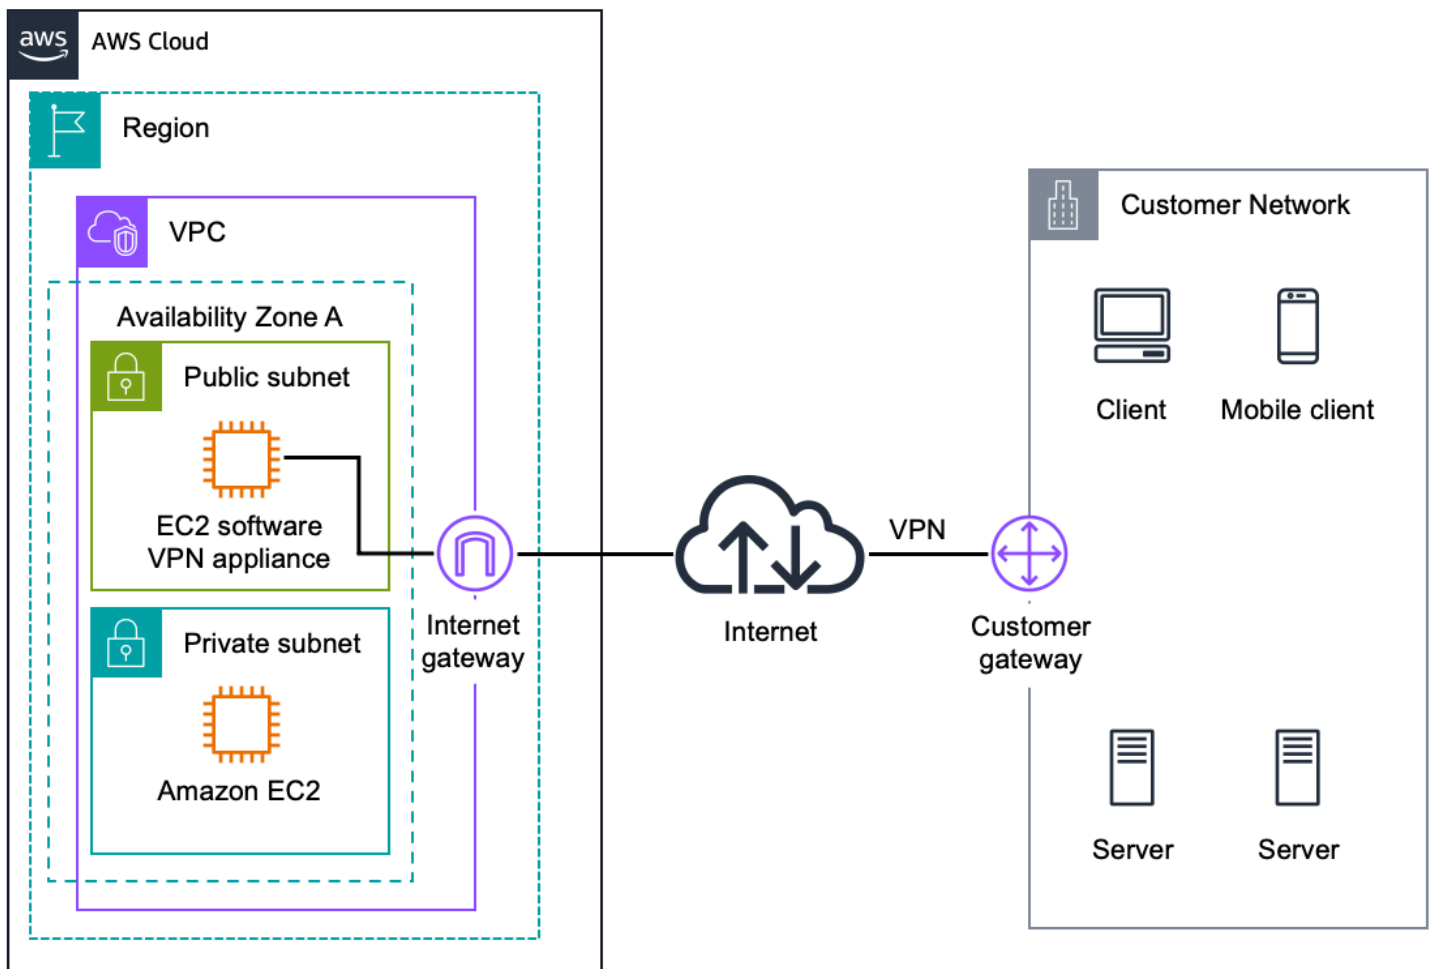 aws
AWS Cloud
Region
VPC
Availability Zone A
Public subnet
EC2 software
VPN appliance
Private subnet
Amazon EC2
Internet
gateway
Internet
VPN
Customer
gateway
Customer Network
Client
Mobile client
Server
Server